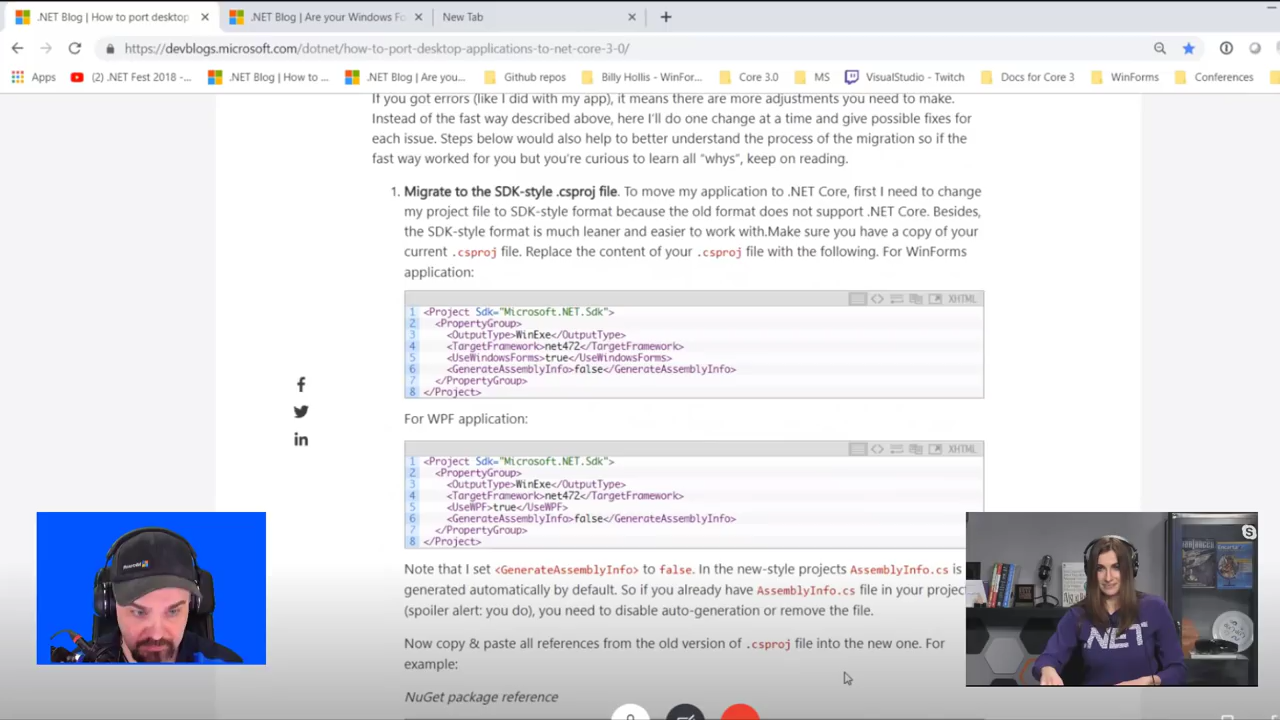 .NET Blog | How to port desktop
.NET Blog | Are your Windows Fo
New Tab
https://devblogs.microsoft.com/dotnet/how-to-port-desktop-applications-to-net-core-3-0/
Apps
(2) .NET Fest 2018 -...
.NET Blog | How to ...
.NET Blog | Are you...
Github repos
Billy Hollis - WinFor...
Core 3.0
MS
VisualStudio - Twitch
Docs for Core 3
WinForms
Conferences
If you got errors (like I did with my app), it means there are more adjustments you need to make.
Instead of the fast way described above, here I'll do one change at a time and give possible fixes for
each issue. Steps below would also help to better understand the process of the migration so if the
fast way worked for you but you're curious to learn all "whys", keep on reading.
1. Migrate to the SDK-style .csproj file. To move my application to .NET Core, first I need to change
my project file to SDK-style format because the old format does not support .NET Core. Besides,
the SDK-style format is much leaner and easier to work with.Make sure you have a copy of your
current .csproj file. Replace the content of your .csproj file with the following. For WinForms
application:
XHTML
1 <Project Sdk="Microsoft.NET.Sdk">
2 <PropertyGroup>
3 <OutputType>WinExe</OutputType>
4 <TargetFramework>net472</TargetFramework>
5 <UseWindowsForms>true</UseWindowsForms>
6 <GenerateAssemblyInfo>false</GenerateAssemblyInfo>
7 </PropertyGroup>
8 </Project>
For WPF application:
XHTML
1 <Project Sdk="Microsoft.NET.Sdk">
2 <PropertyGroup>
3 <OutputType>WinExe</OutputType>
4 <TargetFramework>net472</TargetFramework>
5 <UseWPF>true</UseWPF>
6 <GenerateAssemblyInfo>false</GenerateAssemblyInfo>
7 </PropertyGroup>
8 </Project>
Note that I set <GenerateAssemblyInfo> to false. In the new-style projects AssemblyInfo.cs is
generated automatically by default. So if you already have AssemblyInfo.cs file in your projec
(spoiler alert: you do), you need to disable auto-generation or remove the file.
Now copy & paste all references from the old version of .csproj file into the new one. For
example:
NuGet package reference
.NET